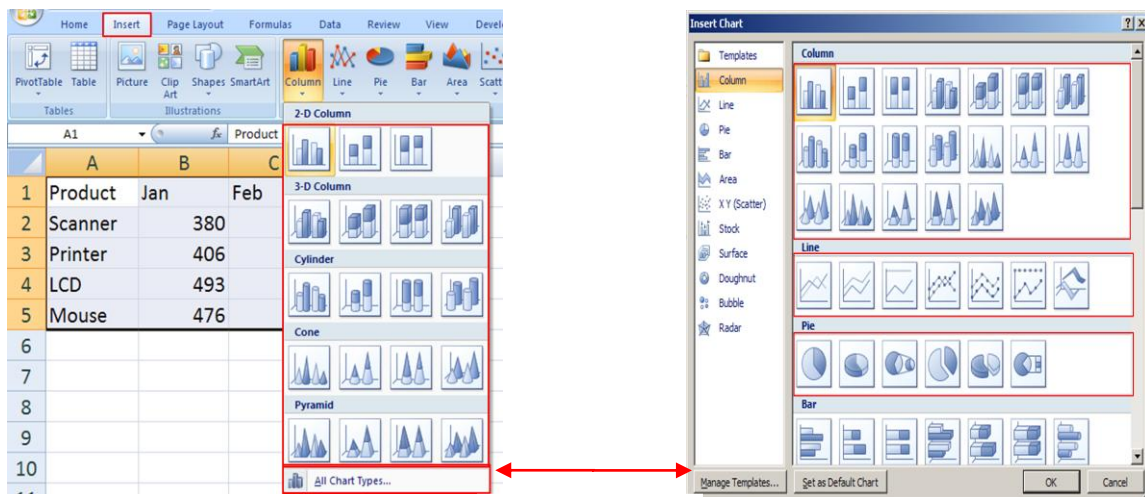 Home Insert Page Layout Formulas Data Review View Devel
PivotTable Table Picture Clip Art Shapes SmartArt Column Line Pie Bar Area Scatt
Tables Illustrations
A1 fx Product
A B C
1 Product Jan Feb
2 Scanner 380
3 Printer 406
4 LCD 493
5 Mouse 476
6
7
8
9
10
2-D Column
3-D Column
Cylinder
Cone
Pyramid
All Chart Types...
Insert Chart
Templates
Column
Line
Pie
Bar
Area
X Y (Scatter)
Stock
Surface
Doughnut
Bubble
Radar
Column
Line
Pie
Bar
Manage Templates... Set as Default Chart OK Cancel